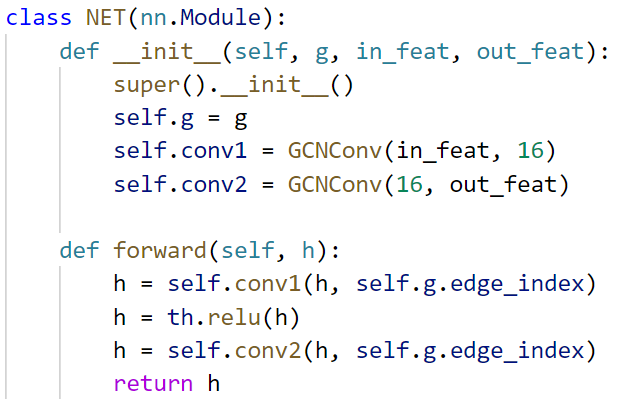 class NET(nn.Module):
    def __init__(self, g, in_feat, out_feat):
        super().__init__()
        self.g = g
        self.conv1 = GCNConv(in_feat, 16)
        self.conv2 = GCNConv(16, out_feat)
    def forward(self, h):
        h = self.conv1(h, self.g.edge_index)
        h = th.relu(h)
        h = self.conv2(h, self.g.edge_index)
        return h